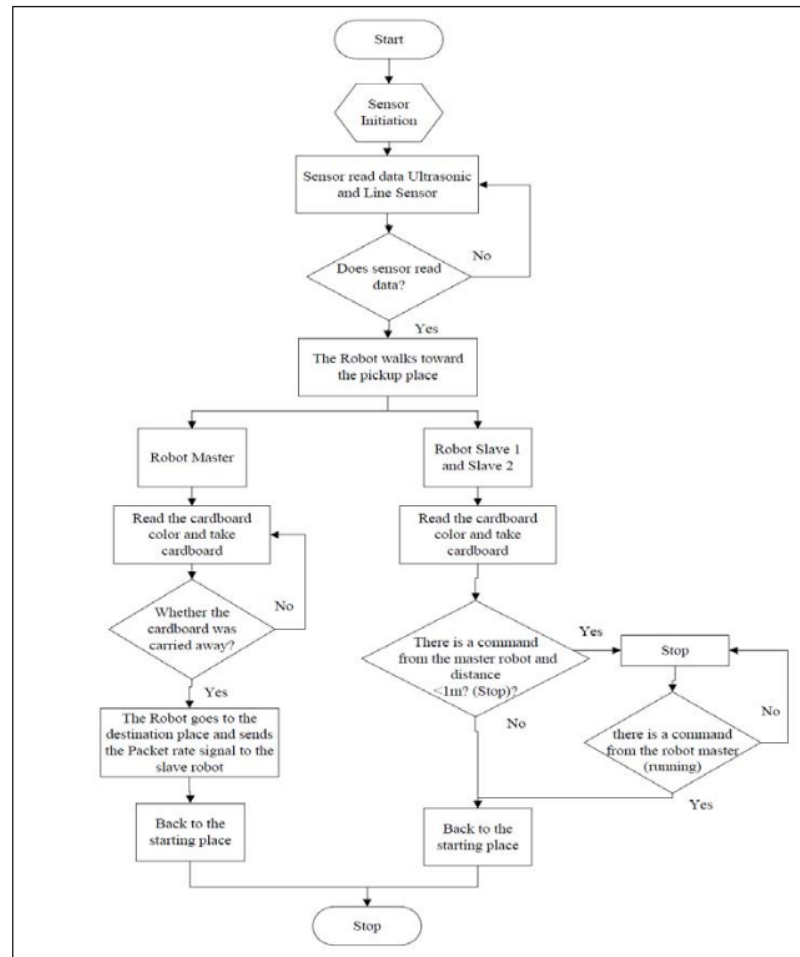 Start
Sensor
Initiation
Sensor read data Ultrasonic
and Line Sensor
No
Does sensor read
data?
Yes
The Robot walks toward
the pickup place
Robot Master
Robot Slave 1
and Slave 2
Read the cardboard
color and take
cardboard
Read the cardboard
color and take
cardboard
No
Whether the
cardboard was
carried away?
Yes
There is a command
from the master robot and
distance
<1m? (Stop)?
Yes
Stop
No
No
there is a command
from the robot master
(running)
Yes
The Robot goes to the
destination place and sends
the Packet rate signal to the
slave robot
Back to the
starting place
Back to the
starting place
Stop